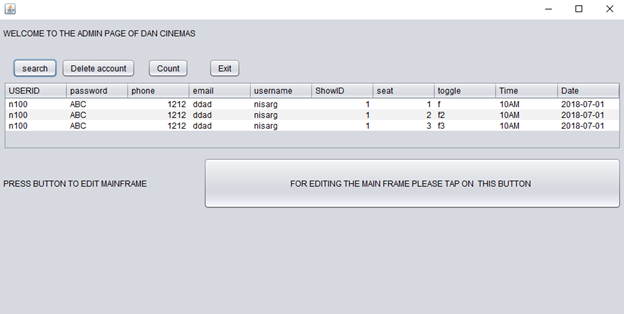 WELCOME TO THE ADMIN PAGE OF DAN CINEMAS
search Delete account Count Exit
USERID password phone email username ShowID seat toggle Time Date
n100 ABC 1212 ddad nisarg 1 1 f 10AM 2018-07-01
n100 ABC 1212 ddad nisarg 1 2 f2 10AM 2018-07-01
n100 ABC 1212 ddad nisarg 1 3 f3 10AM 2018-07-01
PRESS BUTTON TO EDIT MAINFRAME FOR EDITING THE MAIN FRAME PLEASE TAP ON THIS BUTTON